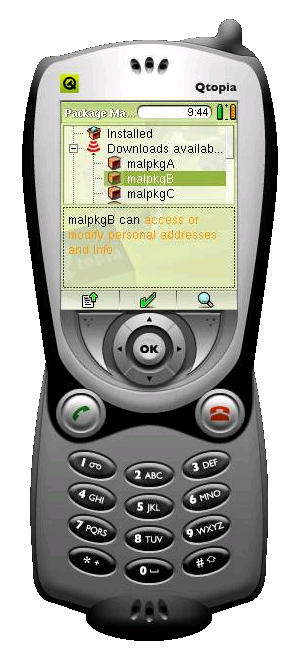 Qtopia
Package Ma... 9:44
Installed
Downloads availab...
malpkgA
malpkgB
malpkgC
malpkgB can access or
modify personal addresses
and info
OK
1 2 ABC 3 DEF
4 GHI 5 JKL 6 MNO
7 PQRS 8 TUV 9 WXYZ
* + 0 #